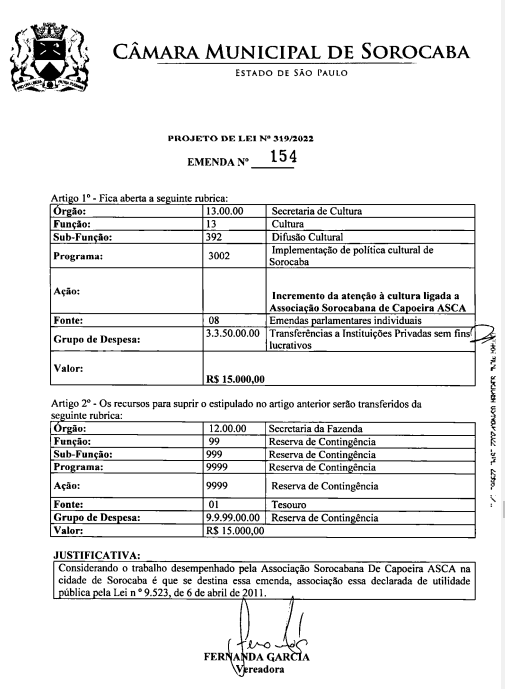 CÂMARA MUNICIPAL DE SOROCABA
ESTADO DE SÃO PAULO
PROJETO DE LEI Nº 319/2022
EMENDA Nº 154
Artigo 1º - Fica aberta a seguinte rubrica:
Órgão: 13.00.00 Secretaria de Cultura
Função: 13 Cultura
Sub-Função: 392 Difusão Cultural
Programa: 3002 Implementação de política cultural de
Sorocaba
Ação: Incremento da atenção à cultura ligada a
Associação Sorocabana de Capoeira ASCA
Fonte: 08 Emendas parlamentares individuais
Grupo de Despesa: 3.3.50.00.00 Transferências a Instituições Privadas sem fins
lucrativos
Valor: R$ 15.000,00
Artigo 2º - Os recursos para suprir o estipulado no artigo anterior serão transferidos da
seguinte rubrica:
Órgão: 12.00.00 Secretaria da Fazenda
Função: 99 Reserva de Contingência
Sub-Função: 999 Reserva de Contingência
Programa: 9999 Reserva de Contingência
Ação: 9999 Reserva de Contingência
Fonte: 01 Tesouro
Grupo de Despesa: 9.9.99.00.00 Reserva de Contingência
Valor: R$ 15.000,00
JUSTIFICATIVA:
Considerando o trabalho desempenhado pela Associação Sorocabana De Capoeira ASCA na
cidade de Sorocaba é que se destina essa emenda, associação essa declarada de utilidade
pública pela Lei n º 9.523, de 6 de abril de 2011.
FERNANDA GARCIA
Vereadora